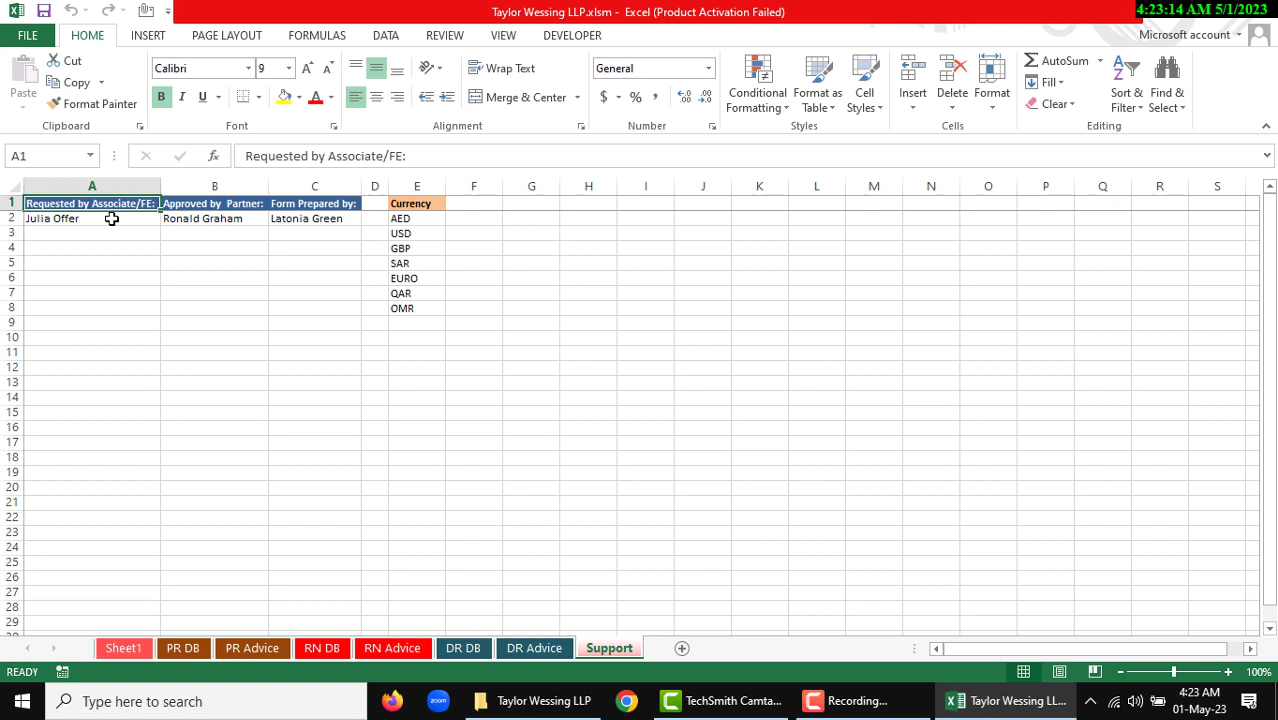 Taylor Wessing LLP.xlsm - Excel (Product Activation Failed)
4:23:14 AM 5/1/2023
FILE HOME INSERT PAGE LAYOUT FORMULAS DATA REVIEW VIEW DEVELOPER Microsoft account
Paste
Cut
Copy
Format Painter
Clipboard
Calibri 9
B I U
Font
Wrap Text
Merge & Center
Alignment
General
$ % ,
Number
Conditional Formatting
Format as Table
Cell Styles
Styles
Insert
Delete
Format
Cells
AutoSum
Fill
Clear
Sort & Filter
Find & Select
Editing
A1 fx Requested by Associate/FE:
A B C D E F G H I J K L M N O P Q R S
1 Requested by Associate/FE: Approved by Partner: Form Prepared by: Currency
2 Julia Offer Ronald Graham Latonia Green AED
3 USD
4 GBP
5 SAR
6 EURO
7 QAR
8 OMR
9
10
11
12
13
14
15
16
17
18
19
20
21
22
23
24
25
26
27
28
Sheet1 PR DB PR Advice RN DB RN Advice DR DB DR Advice Support
READY 100%
Type here to search
zoom
Taylor Wessing LLP
TechSmith Camta...
Recording...
Taylor Wessing LL...
4:23 AM
01-May-23